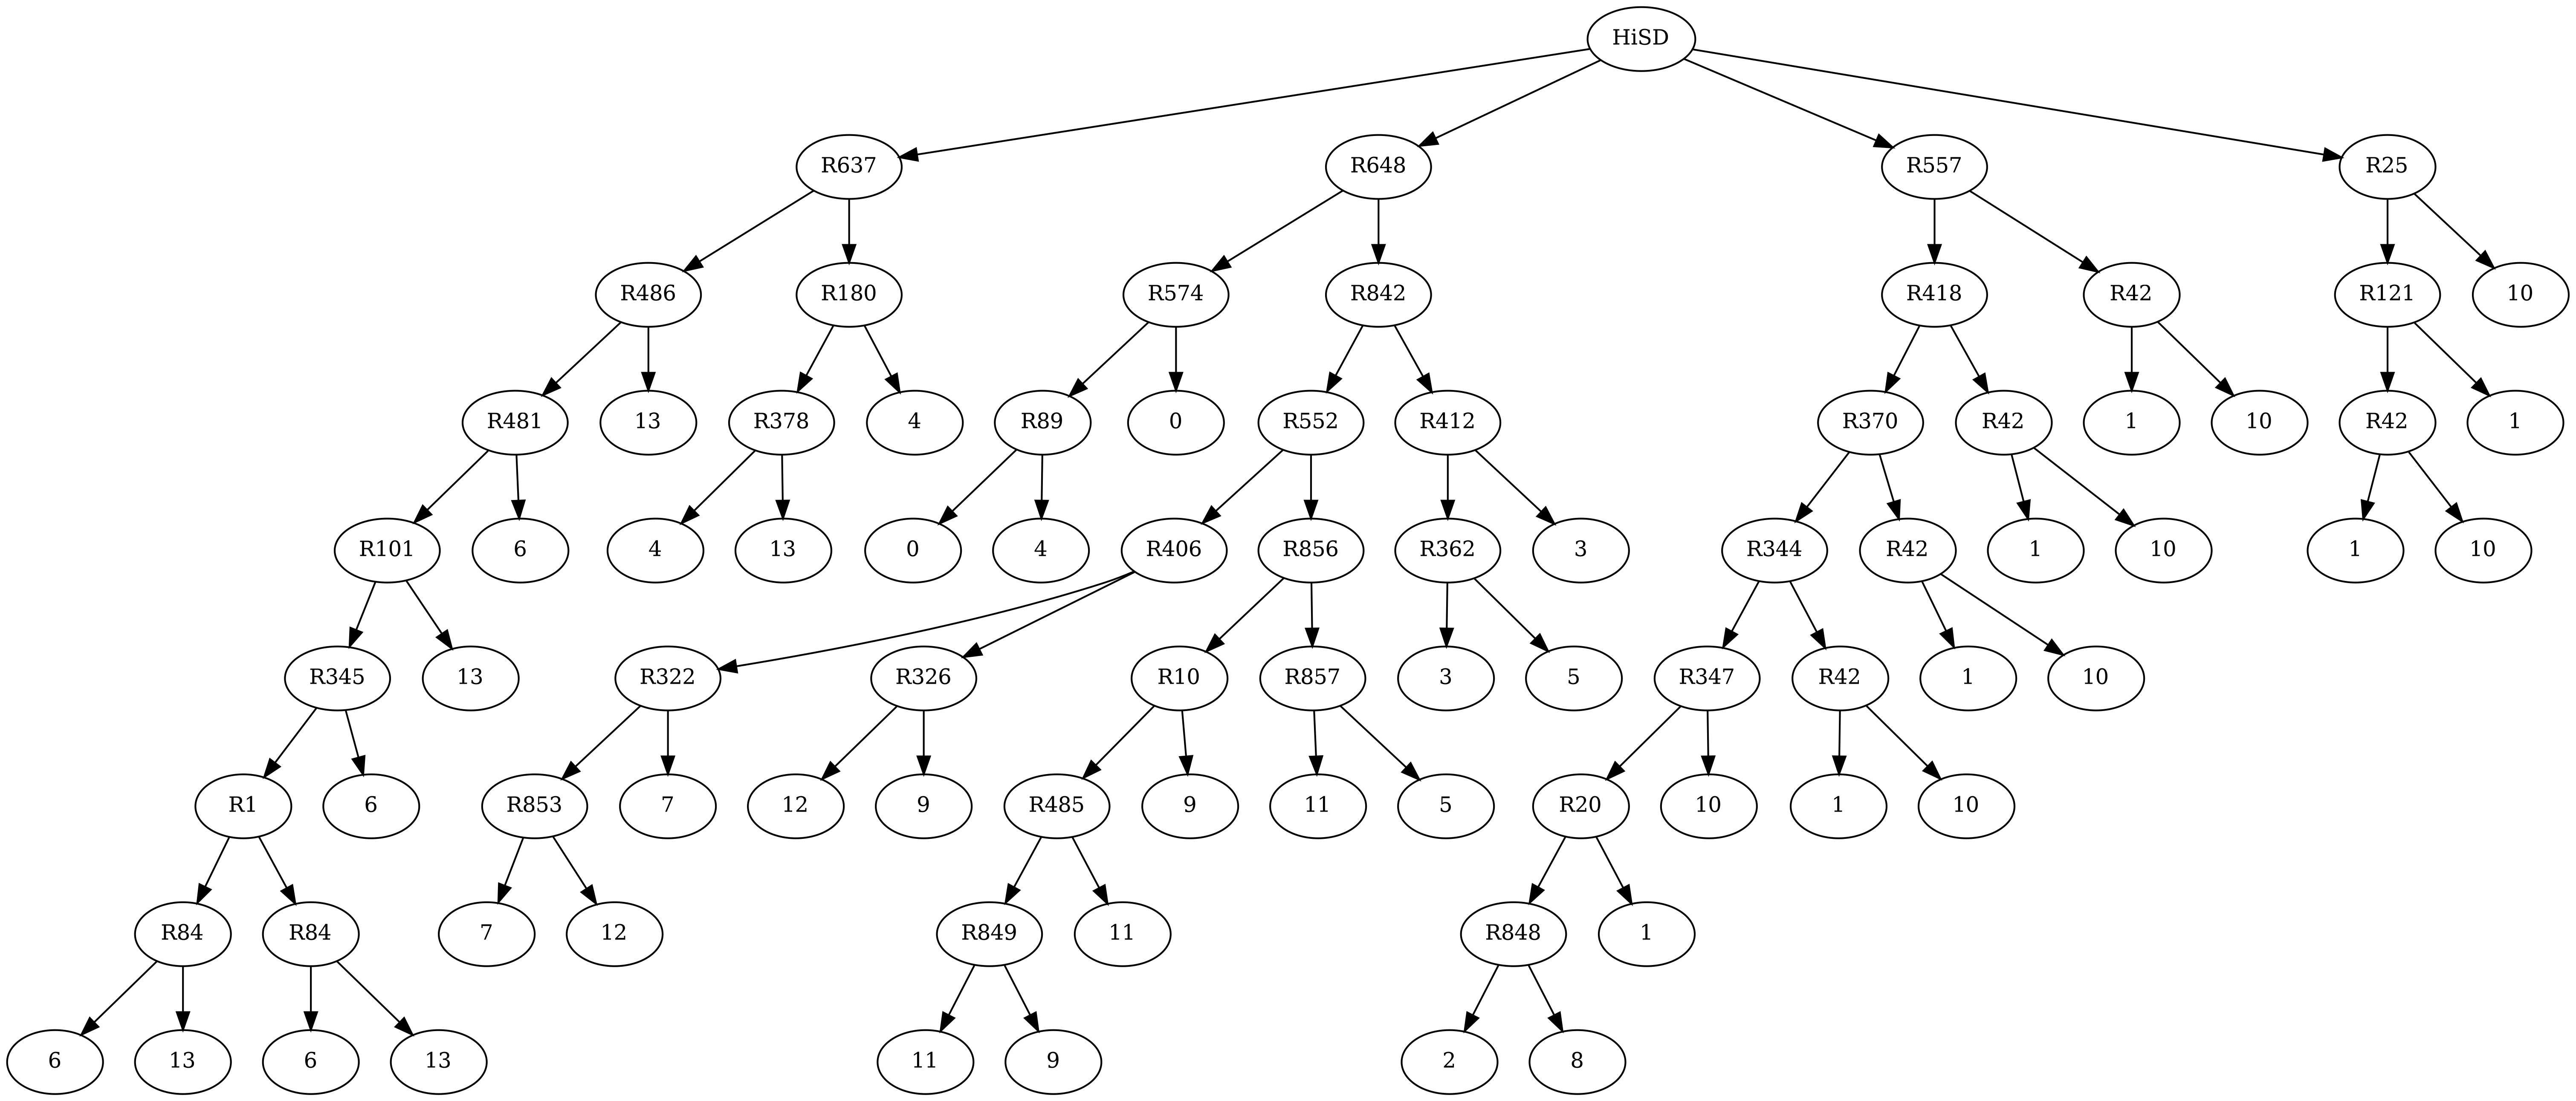 HiSD
R637 R648 R557 R25
R486 R180 R574 R842 R418 R42 R121 10
R481 13 R378 4 R89 0 R552 R412 R370 R42 1 10 R42 1
R101 6 4 13 0 4 R406 R856 R362 3 R344 R42 1 10 1 10
R345 13 R322 R326 R10 R857 3 5 R347 R42 1 10
R1 6 R853 7 12 9 R485 9 11 5 R20 10 1 10
R84 R84 7 12 R849 11 R848 1
6 13 6 13 11 9 2 8